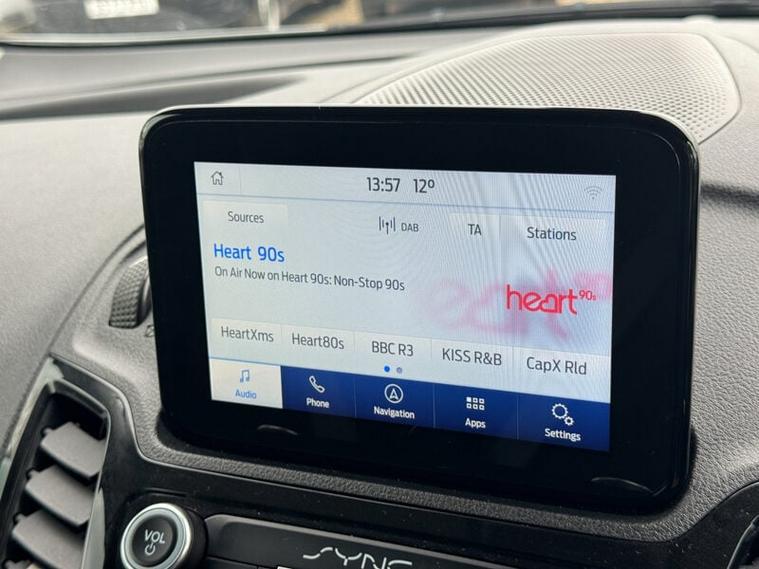 13:57 12°
Sources
DAB
TA
Stations
Heart 90s
On Air Now on Heart 90s: Non-Stop 90s
heart 90s
HeartXms
Heart80s
BBC R3
KISS R&B
CapX Rld
Audio
Phone
Navigation
Apps
Settings
VOL
SYNC